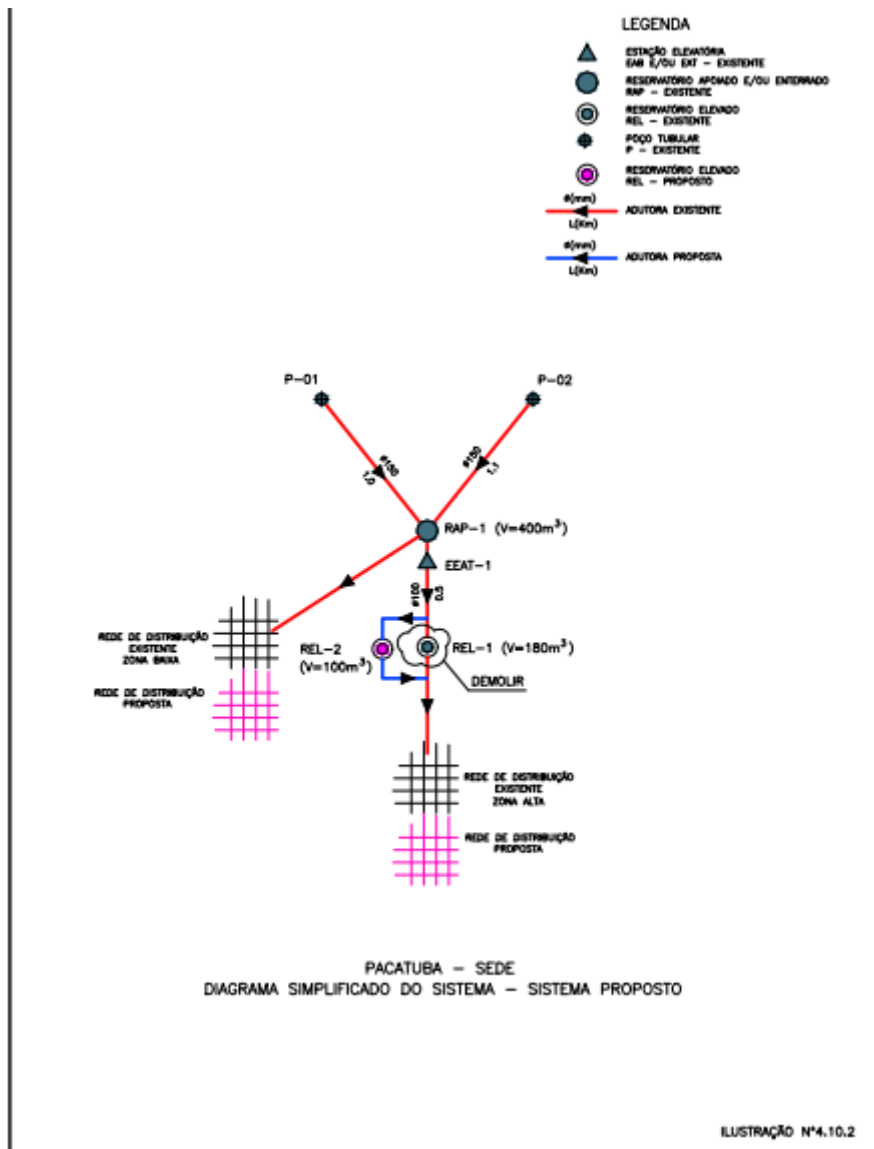 LEGENDA
ESTAÇÃO ELEVATÓRIA
EAB E/OU EXT - EXISTENTE
RESERVATÓRIO APOIADO E/OU ENTERRADO
RAP - EXISTENTE
RESERVATÓRIO ELEVADO
REL - EXISTENTE
POÇO TUBULAR
P - EXISTENTE
RESERVATÓRIO ELEVADO
REL - PROPOSTO
ø(mm)
L(Km)
ADUTORA EXISTENTE
ø(mm)
L(Km)
ADUTORA PROPOSTA
P-01
P-02
ø150
1.0
ø150
1.1
RAP-1 (V=400m³)
EEAT-1
ø100
0.5
REDE DE DISTRIBUIÇÃO
EXISTENTE
ZONA BAIXA
REL-2
(V=100m³)
REL-1 (V=180m³)
DEMOLIR
REDE DE DISTRIBUIÇÃO
PROPOSTA
REDE DE DISTRIBUIÇÃO
EXISTENTE
ZONA ALTA
REDE DE DISTRIBUIÇÃO
PROPOSTA
PACATUBA - SEDE
DIAGRAMA SIMPLIFICADO DO SISTEMA - SISTEMA PROPOSTO
ILUSTRAÇÃO Nº4.10.2